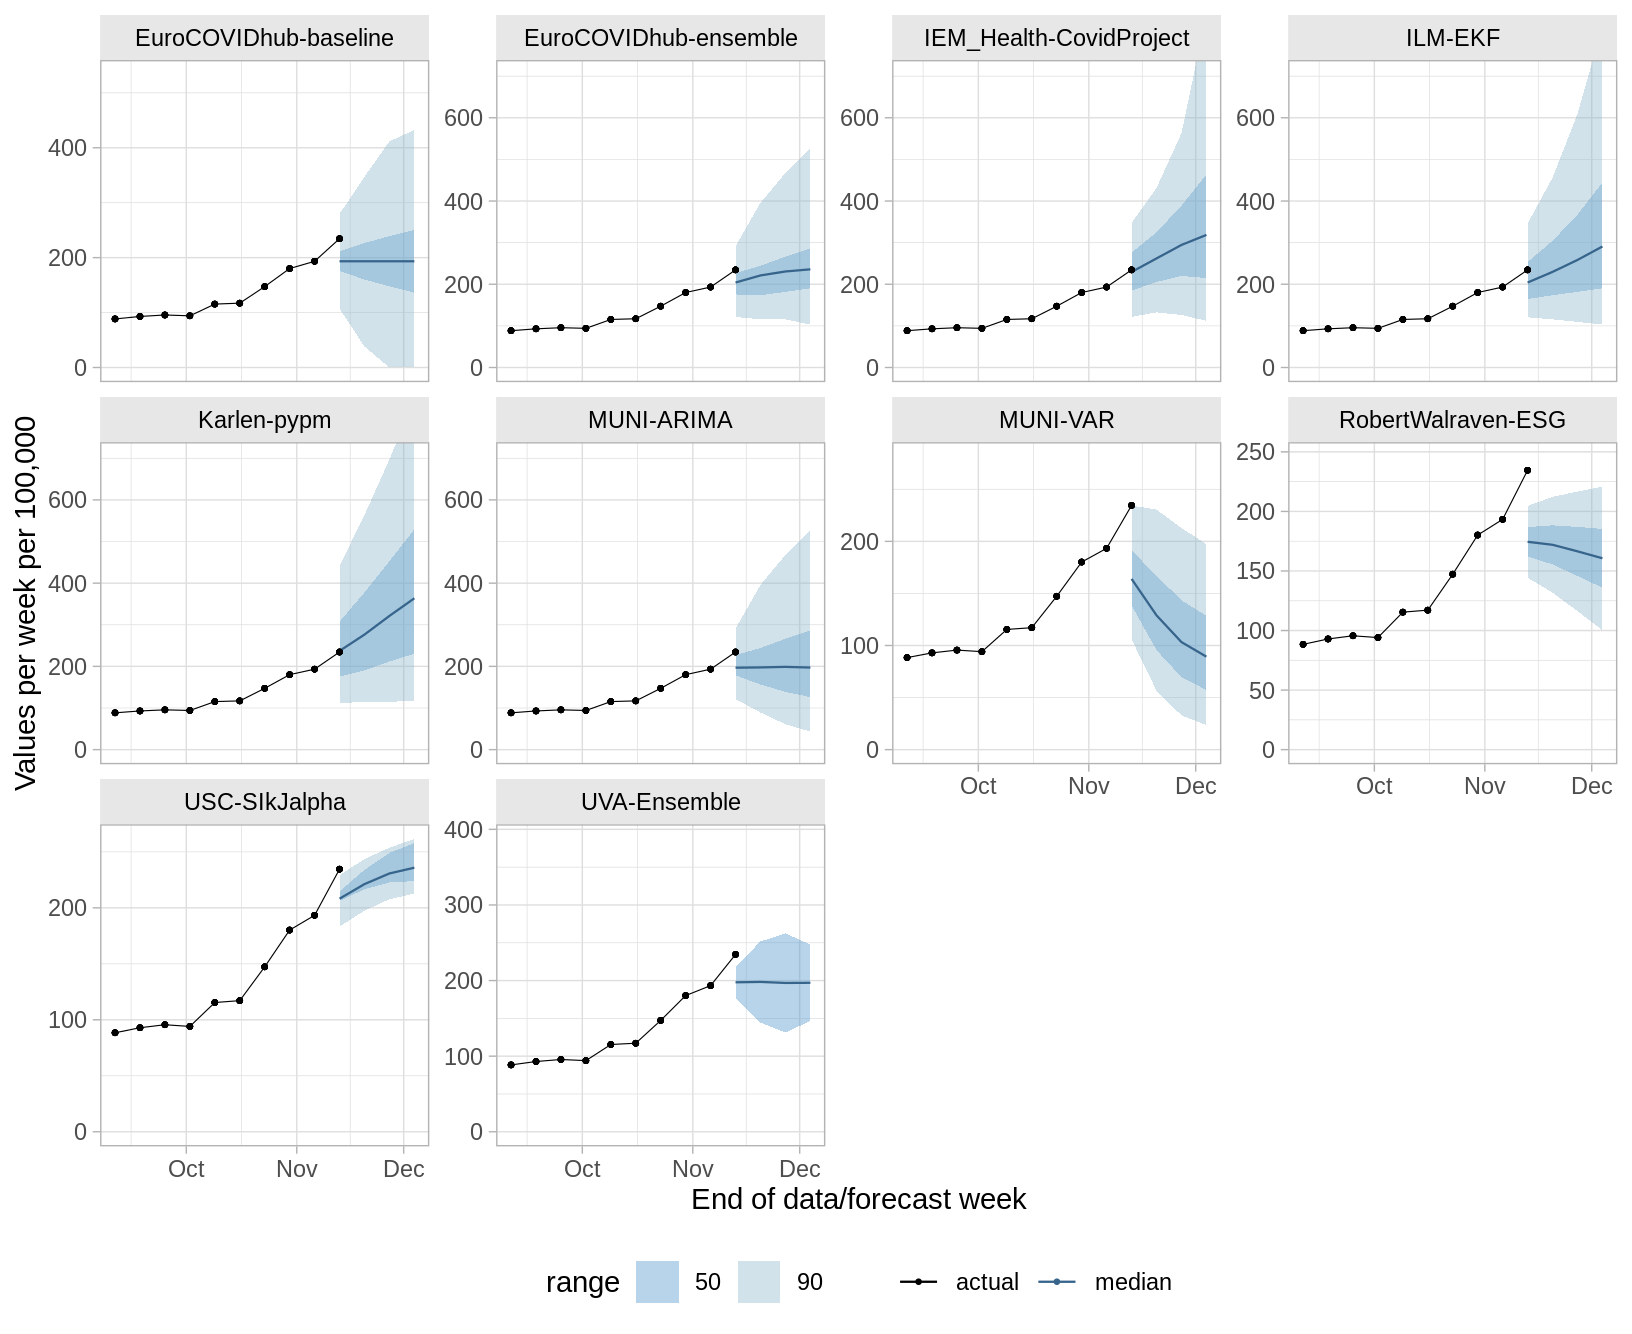 EuroCOVIDhub-baseline
EuroCOVIDhub-ensemble
IEM_Health-CovidProject
ILM-EKF
400
200
0
600
400
200
0
600
400
200
0
600
400
200
0
Values per week per 100,000
Karlen-pypm
MUNI-ARIMA
MUNI-VAR
RobertWalraven-ESG
600
400
200
0
600
400
200
0
200
100
0
250
200
150
100
50
0
Oct Nov Dec
Oct Nov Dec
USC-SIkJalpha
UVA-Ensemble
200
100
0
400
300
200
100
0
Oct Nov Dec
Oct Nov Dec
End of data/forecast week
range 50 90 actual median